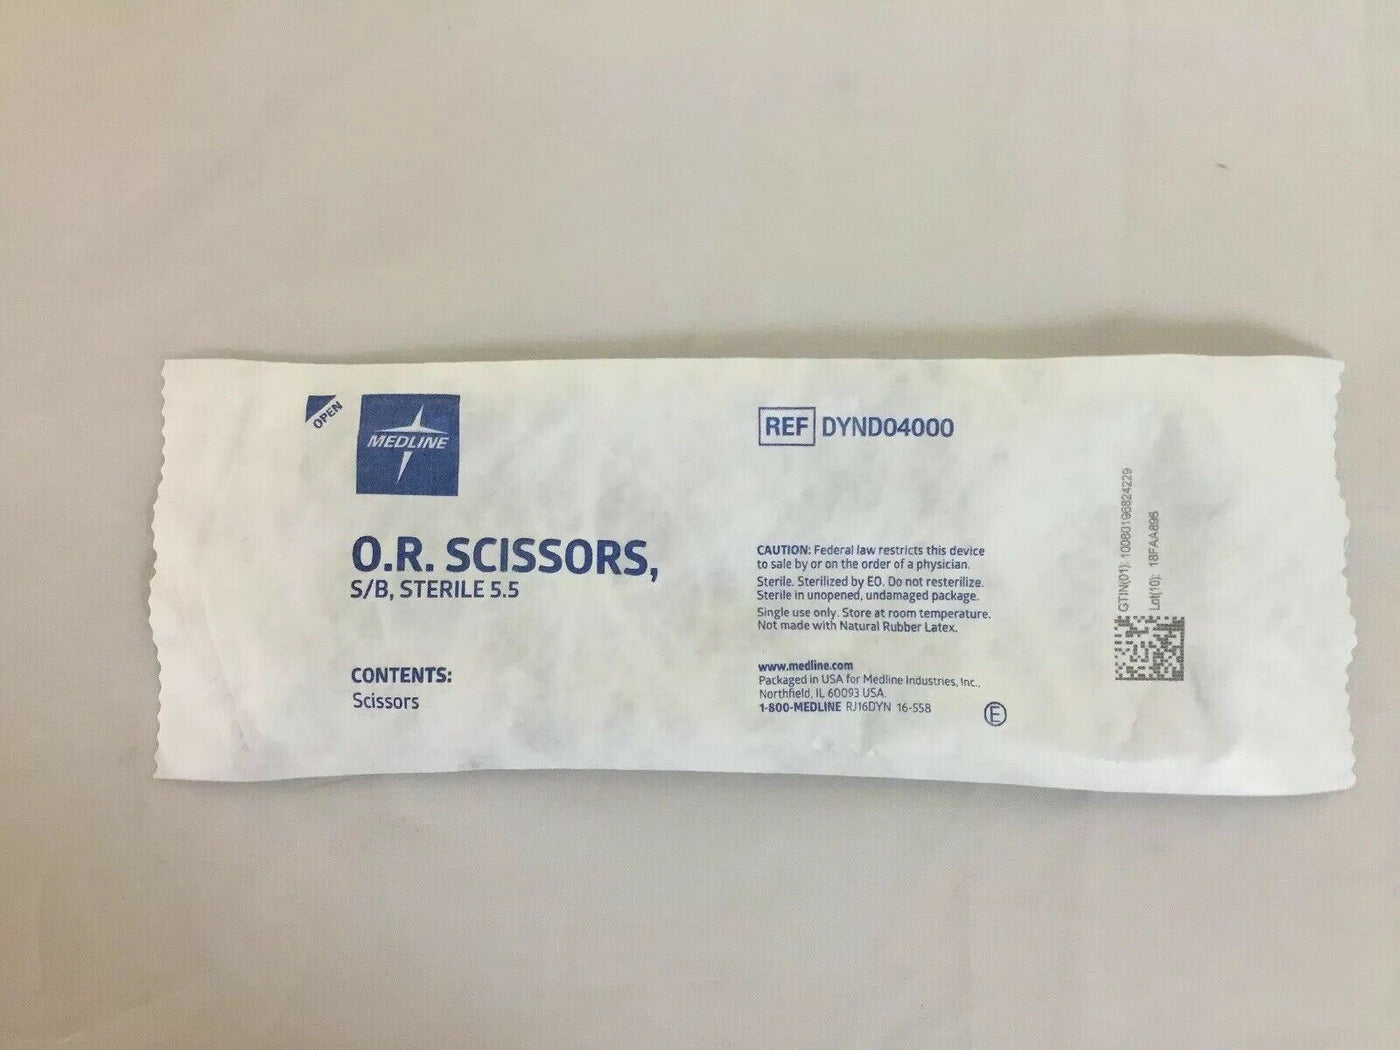 OPEN
MEDLINE
REF DYND04000
O.R. SCISSORS,
S/B, STERILE 5.5
CONTENTS:
Scissors
CAUTION: Federal law restricts this device
to sale by or on the order of a physician.
Sterile. Sterilized by EO. Do not resterilize.
Sterile in unopened, undamaged package.
Single use only. Store at room temperature.
Not made with Natural Rubber Latex.
www.medline.com
Packaged in USA for Medline Industries, Inc.,
Northfield, IL 60093 USA.
1-800-MEDLINE RJ16DYN 16-558
E
GTIN(01): 10080196824229
Lot(10): 18FAA896